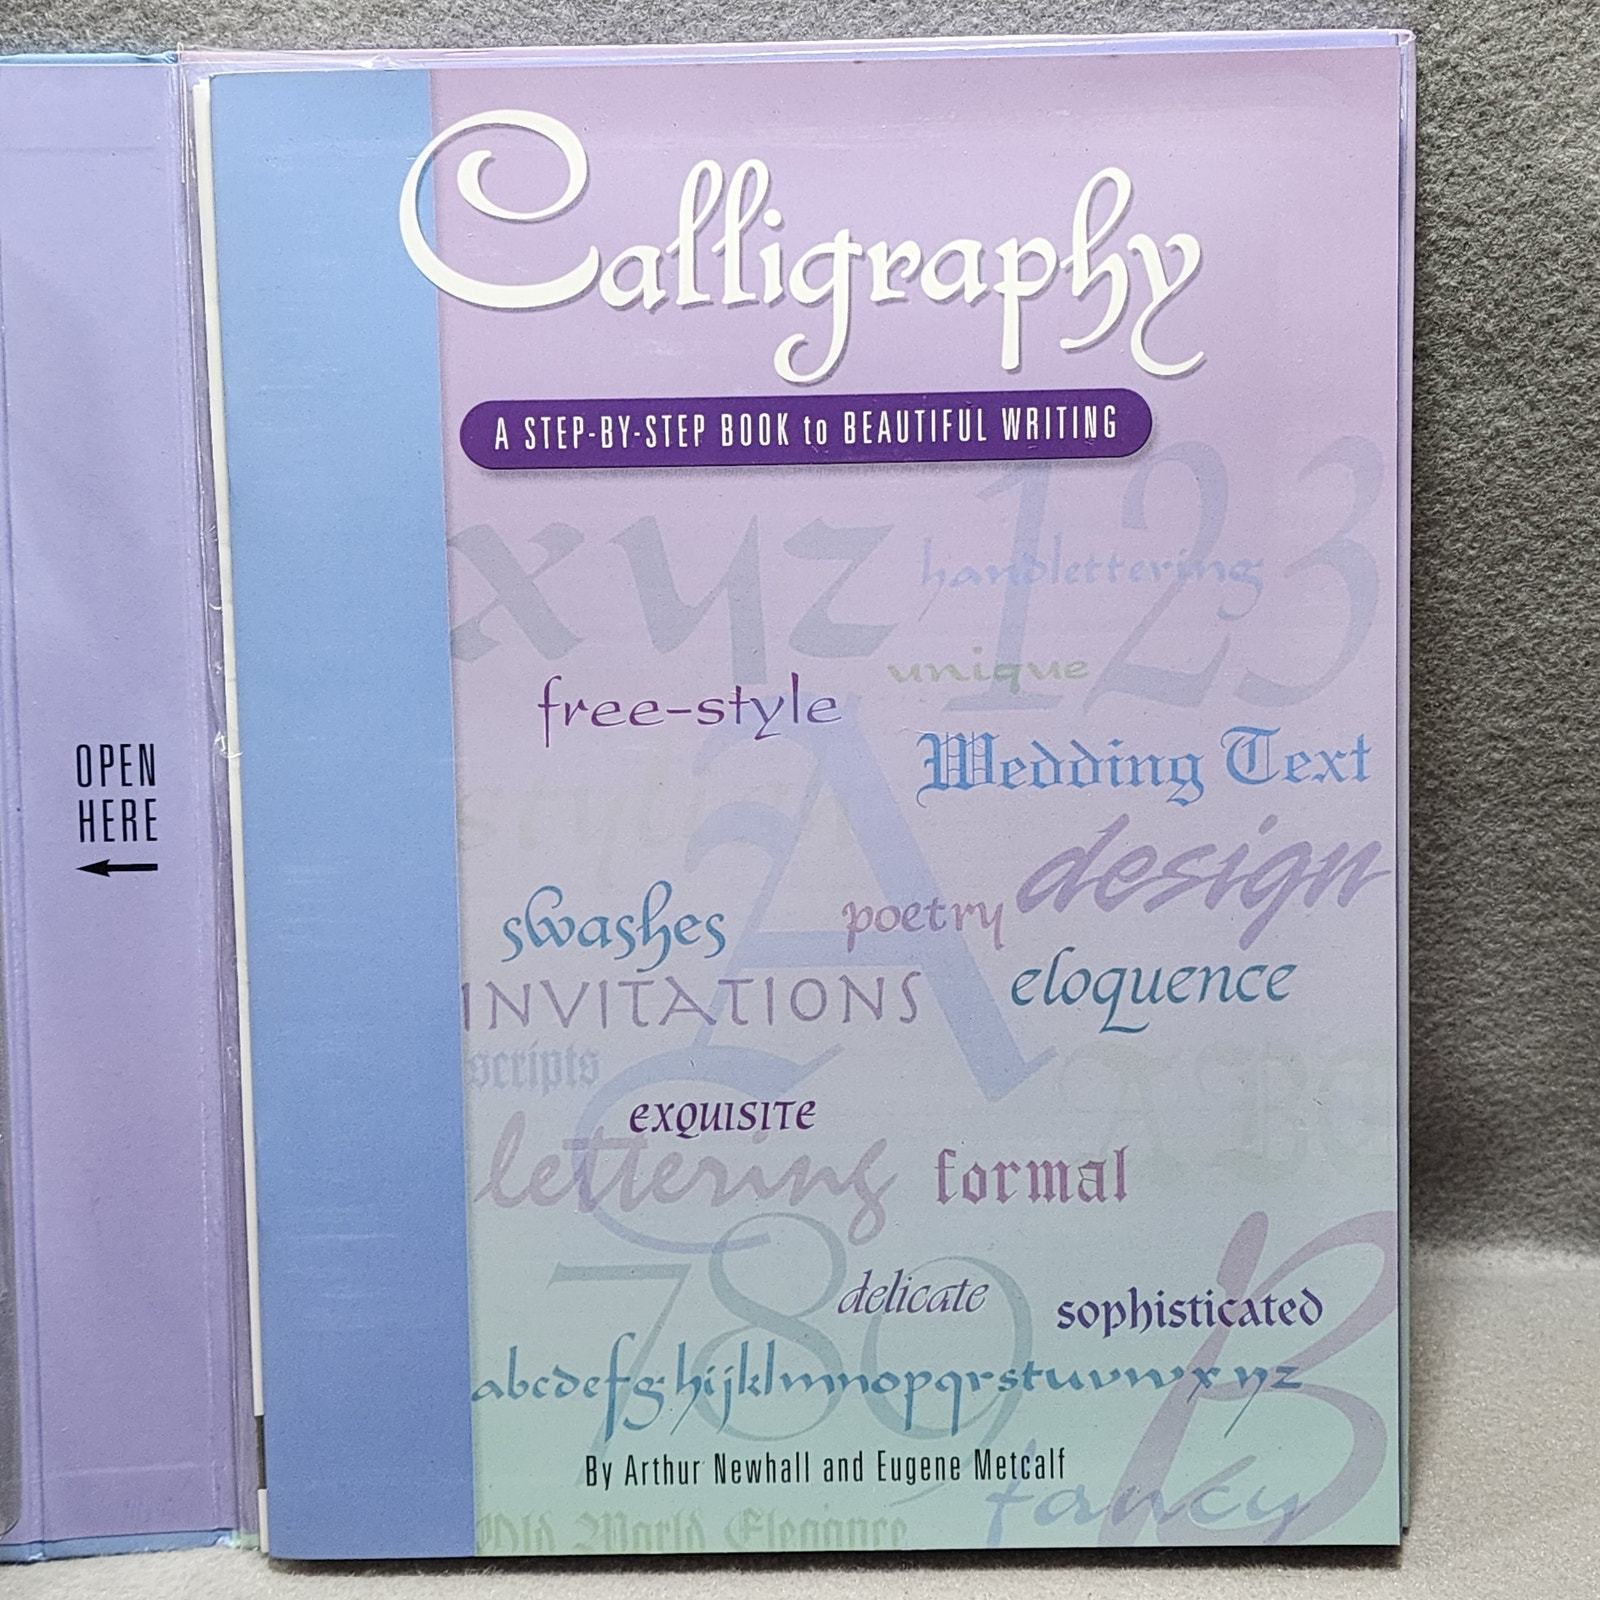 Calligraphy
A STEP-BY-STEP BOOK to BEAUTIFUL WRITING
123
xyz
handlettering
unique
free-style
Wedding Text
design
swashes
poetry
eloquence
INVITATIONS
A
scripts
EXQUISITE
lettering
formal
789
delicate
sophisticated
B
abcdefghijklmnopqrstuvwxyz
By Arthur Newhall and Eugene Metcalf
fancy
Old World Elegance
OPEN
HERE